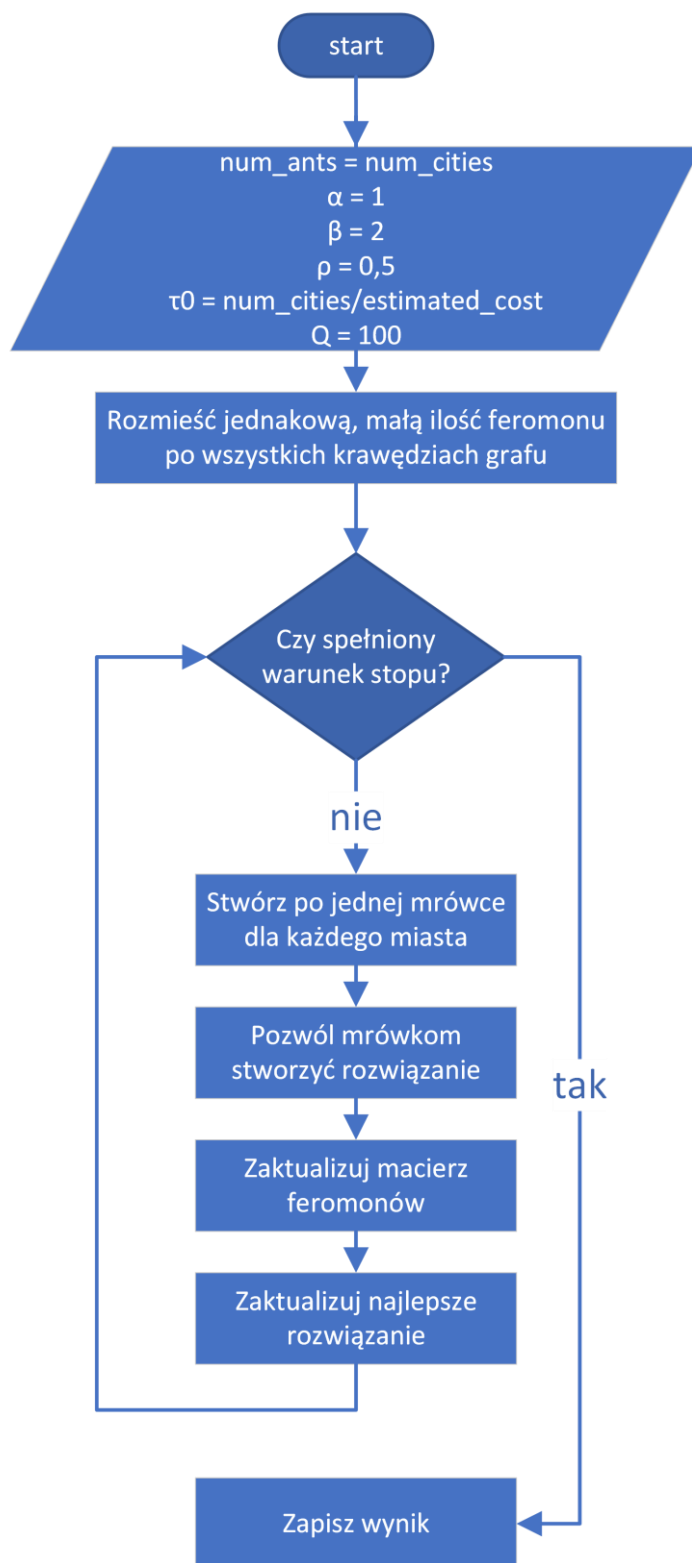 start
num_ants = num_cities
α = 1
β = 2
ρ = 0,5
τ0 = num_cities/estimated_cost
Q = 100
Rozmieść jednakową, małą ilość feromonu
po wszystkich krawędziach grafu
Czy spełniony
warunek stopu?
nie
Stwórz po jednej mrówce
dla każdego miasta
Pozwól mrówkom
stworzyć rozwiązanie
tak
Zaktualizuj macierz
feromonów
Zaktualizuj najlepsze
rozwiązanie
Zapisz wynik